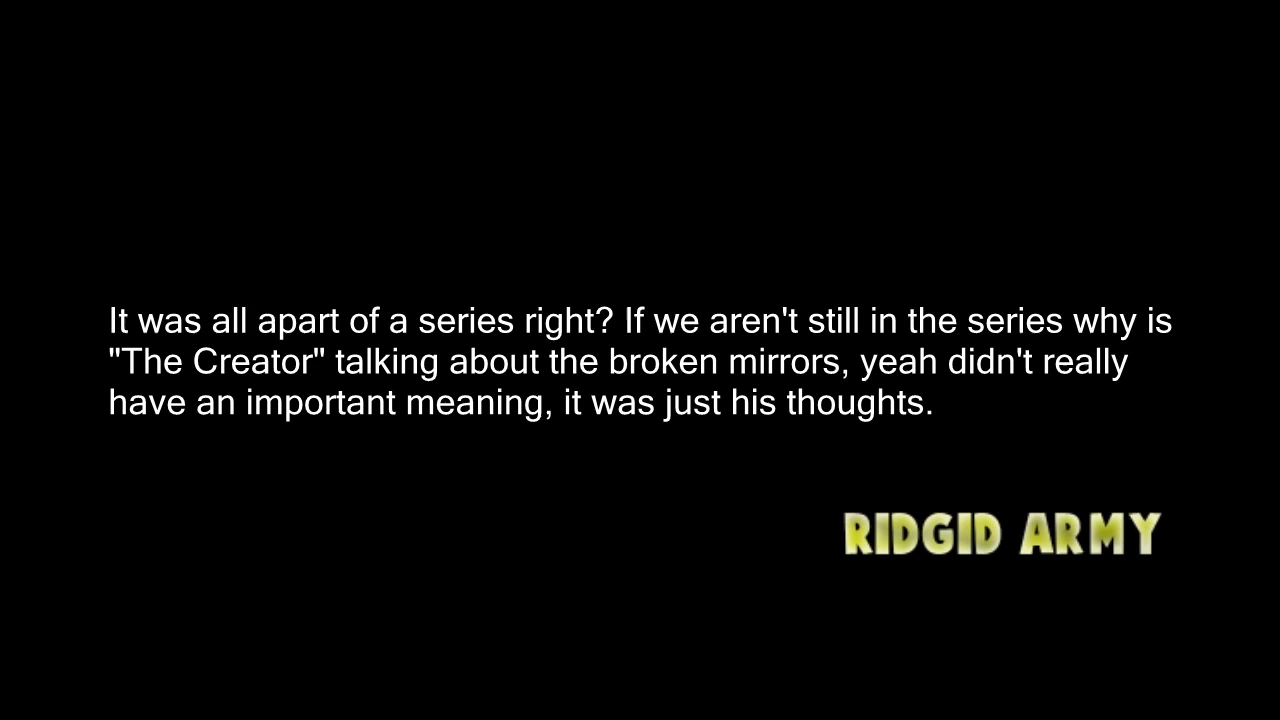 It was all apart of a series right? If we aren't still in the series why is
"The Creator" talking about the broken mirrors, yeah didn't really
have an important meaning, it was just his thoughts.
RIDGID ARMY